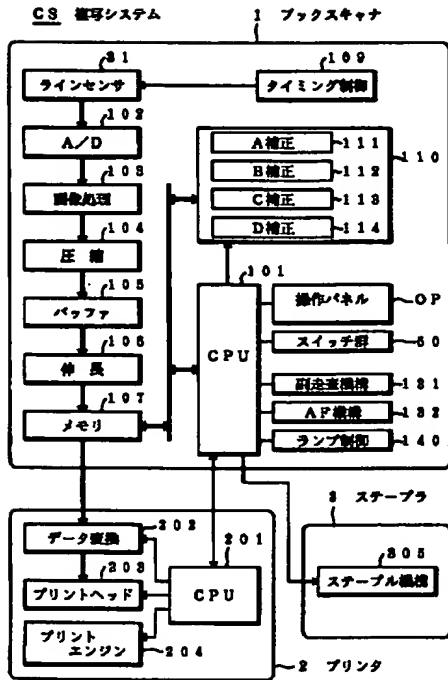 CS 複写システム
1 ブックスキャナ
31
ラインセンサ
109
タイミング制御
102
A/D
103
画像処理
104
圧縮
105
バッファ
106
伸長
107
メモリ
110
A補正 111
B補正 112
C補正 113
D補正 114
101
CPU
操作パネル OP
スイッチ群 50
副走査機構 131
AF機構 132
ランプ制御 140
202
データ変換
203
プリントヘッド
プリント
エンジン
204
201
CPU
2 プリンタ
3 ステープラ
305
ステープル機構